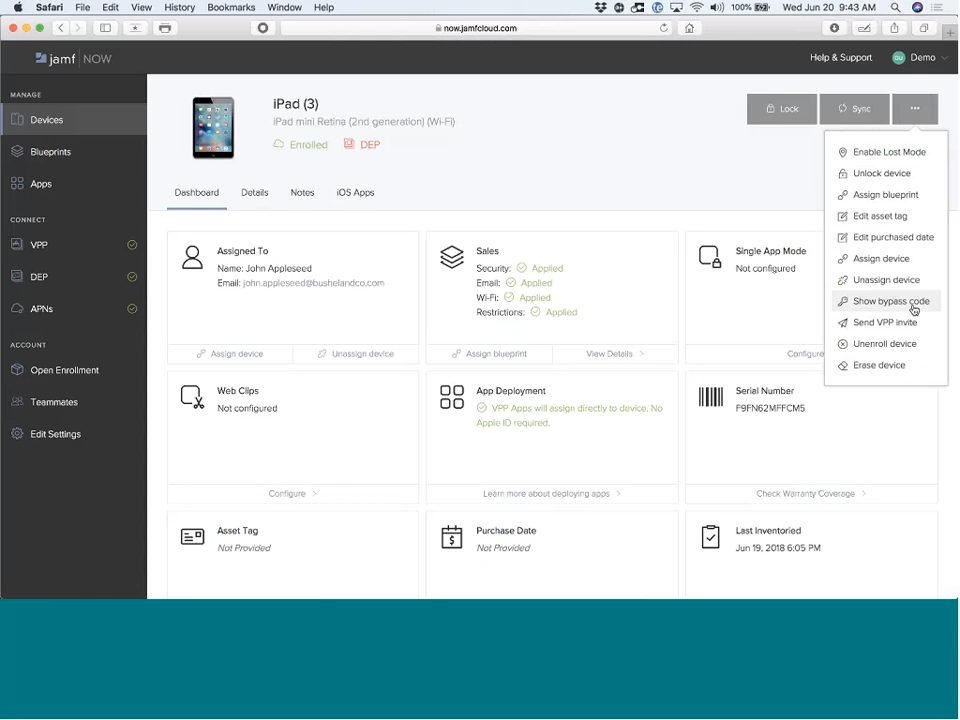 Safari File Edit View History Bookmarks Window Help 100% Wed Jun 20 9:43 AM
now.jamfcloud.com
jamf NOW
Help & Support
DU Demo
MANAGE
Devices
Blueprints
Apps
CONNECT
VPP
DEP
APNs
ACCOUNT
Open Enrollment
Teammates
Edit Settings
iPad (3)
iPad mini Retina (2nd generation) (Wi-Fi)
Enrolled DEP
Lock Sync
Dashboard Details Notes iOS Apps
Enable Lost Mode
Unlock device
Assign blueprint
Edit asset tag
Edit purchased date
Assign device
Unassign device
Show bypass code
Send VPP invite
Unenroll device
Erase device
Assigned To
Name: John Appleseed
Email: john.appleseed@bushelandco.com
Assign device Unassign device
Sales
Security: Applied
Email: Applied
Wi-Fi: Applied
Restrictions: Applied
Assign blueprint View Details
Single App Mode
Not configured
Configure
Web Clips
Not configured
Configure
App Deployment
VPP Apps will assign directly to device. No
Apple ID required.
Learn more about deploying apps
Serial Number
F9FN62MFFCM5
Check Warranty Coverage
Asset Tag
Not Provided
Purchase Date
Not Provided
Last Inventoried
Jun 19, 2018 6:05 PM